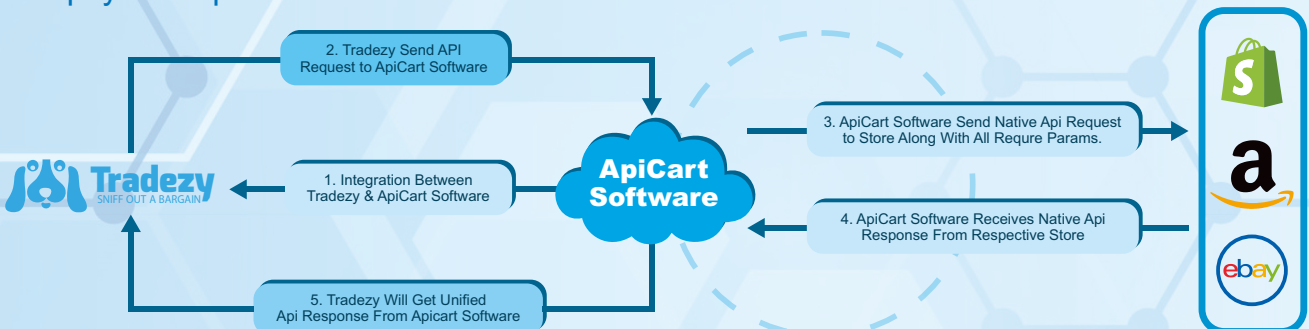 2. Tradezy Send API
Request to ApiCart Software
3. ApiCart Software Send Native Api Request
to Store Along With All Requre Params.
ApiCart
Software
1. Integration Between
Tradezy & ApiCart Software
Tradezy
SNIFF OUT A BARGAIN
4. ApiCart Software Receives Native Api
Response From Respective Store
5. Tradezy Will Get Unified
Api Response From Apicart Software
S
a
ebay